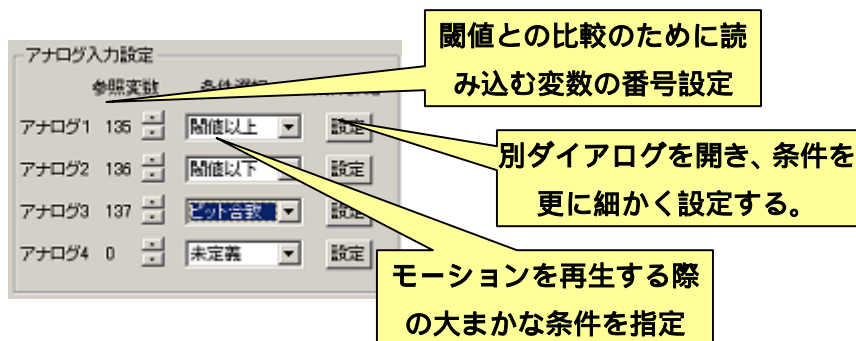 閾値との比較のために読
み込む変数の番号設定
アナログ入力設定
参照変数
アナログ1 135 閾値以上 設定
別ダイアログを開き、条件を
更に細かく設定する。
アナログ2 136 閾値以下 設定
アナログ3 137 ビット合致 設定
アナログ4 0 未定義 設定
モーションを再生する際
の大まかな条件を指定